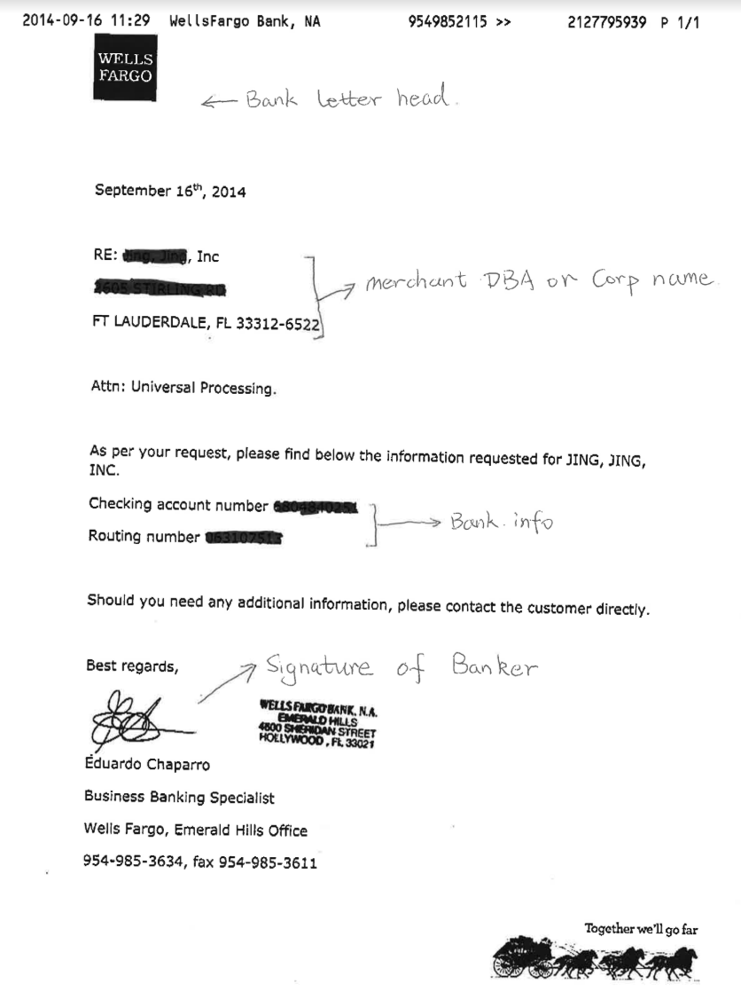 2014-09-16 11:29 WellsFargo Bank, NA 9549852115 >> 2127795939 P 1/1
WELLS
FARGO
← Bank letter head.
September 16th, 2014
RE: , Inc
FT LAUDERDALE, FL 33312-6522
merchant DBA or Corp name
Attn: Universal Processing.
As per your request, please find below the information requested for JING, JING,
INC.
Checking account number
Routing number
Bank. info
Should you need any additional information, please contact the customer directly.
Best regards,
Signature of Banker
WELLS FARGO BANK, N.A.
EMERALD HILLS
4600 SHERIDAN STREET
HOLLYWOOD, FL 33021
Eduardo Chaparro
Business Banking Specialist
Wells Fargo, Emerald Hills Office
954-985-3634, fax 954-985-3611
Together we'll go far